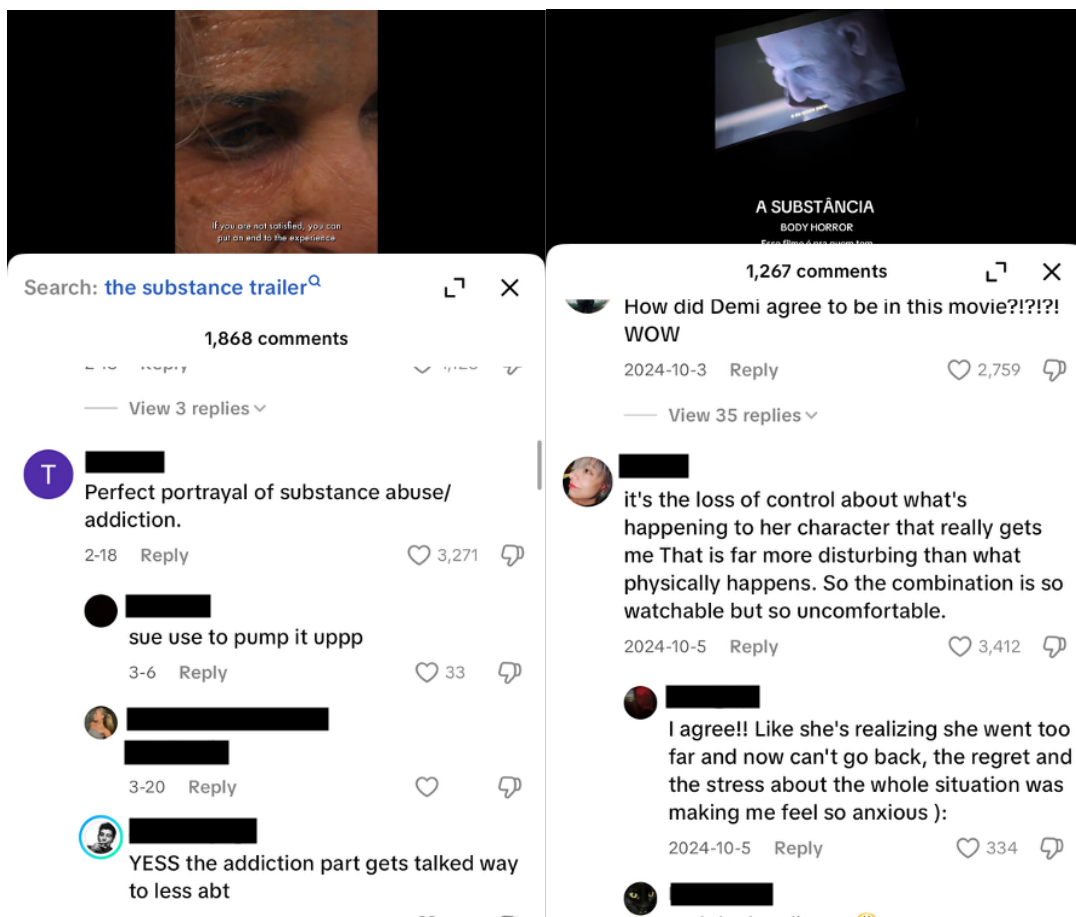 If you are not satisfied, you can
put an end to the experience
Search: the substance trailer
1,868 comments
Reply
View 3 replies
T
Perfect portrayal of substance abuse/
addiction.
2-18 Reply 3,271
sue use to pump it uppp
3-6 Reply 33
3-20 Reply
YESS the addiction part gets talked way
to less abt
A SUBSTÂNCIA
BODY HORROR
Esse filme é pra quem tem
1,267 comments
How did Demi agree to be in this movie?!?!?!
WOW
2024-10-3 Reply 2,759
View 35 replies
it's the loss of control about what's
happening to her character that really gets
me That is far more disturbing than what
physically happens. So the combination is so
watchable but so uncomfortable.
2024-10-5 Reply 3,412
I agree!! Like she's realizing she went too
far and now can't go back, the regret and
the stress about the whole situation was
making me feel so anxious ):
2024-10-5 Reply 334